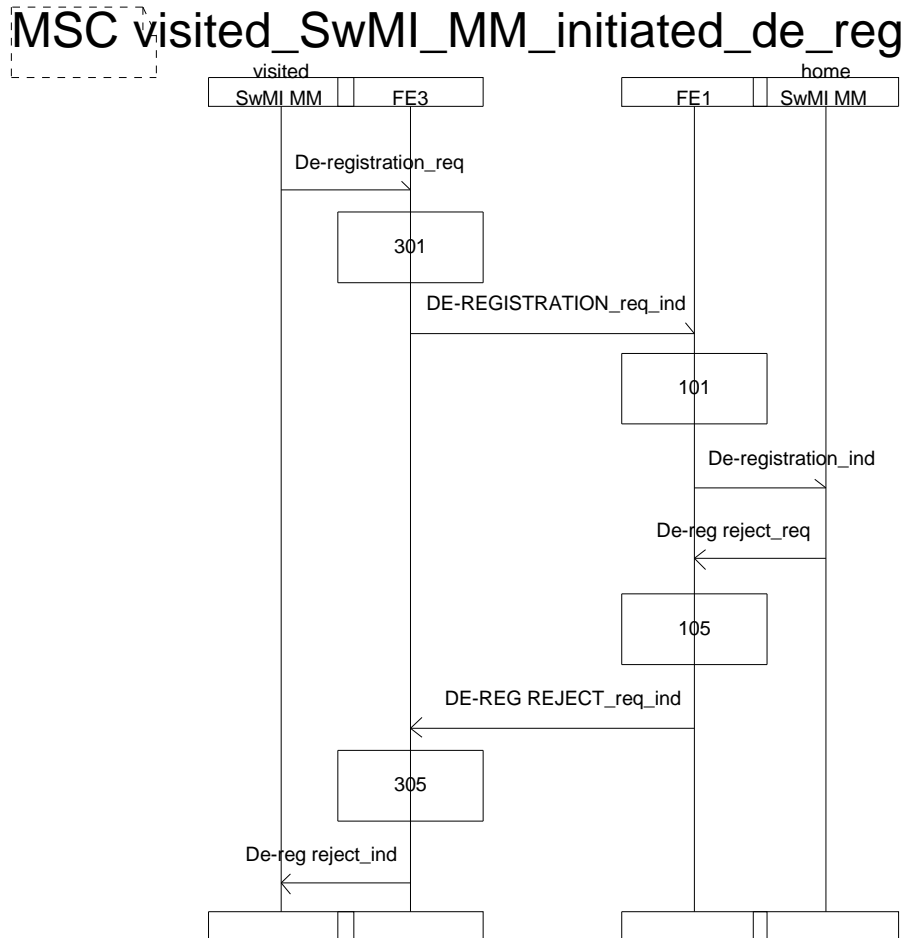 MSC visited_SwMI_MM_initiated_de_reg
visited
SwMI MM
FE3
FE1
home
SwMI MM
De-registration_req
301
DE-REGISTRATION_req_ind
101
De-registration_ind
De-reg reject_req
105
DE-REG REJECT_req_ind
305
De-reg reject_ind